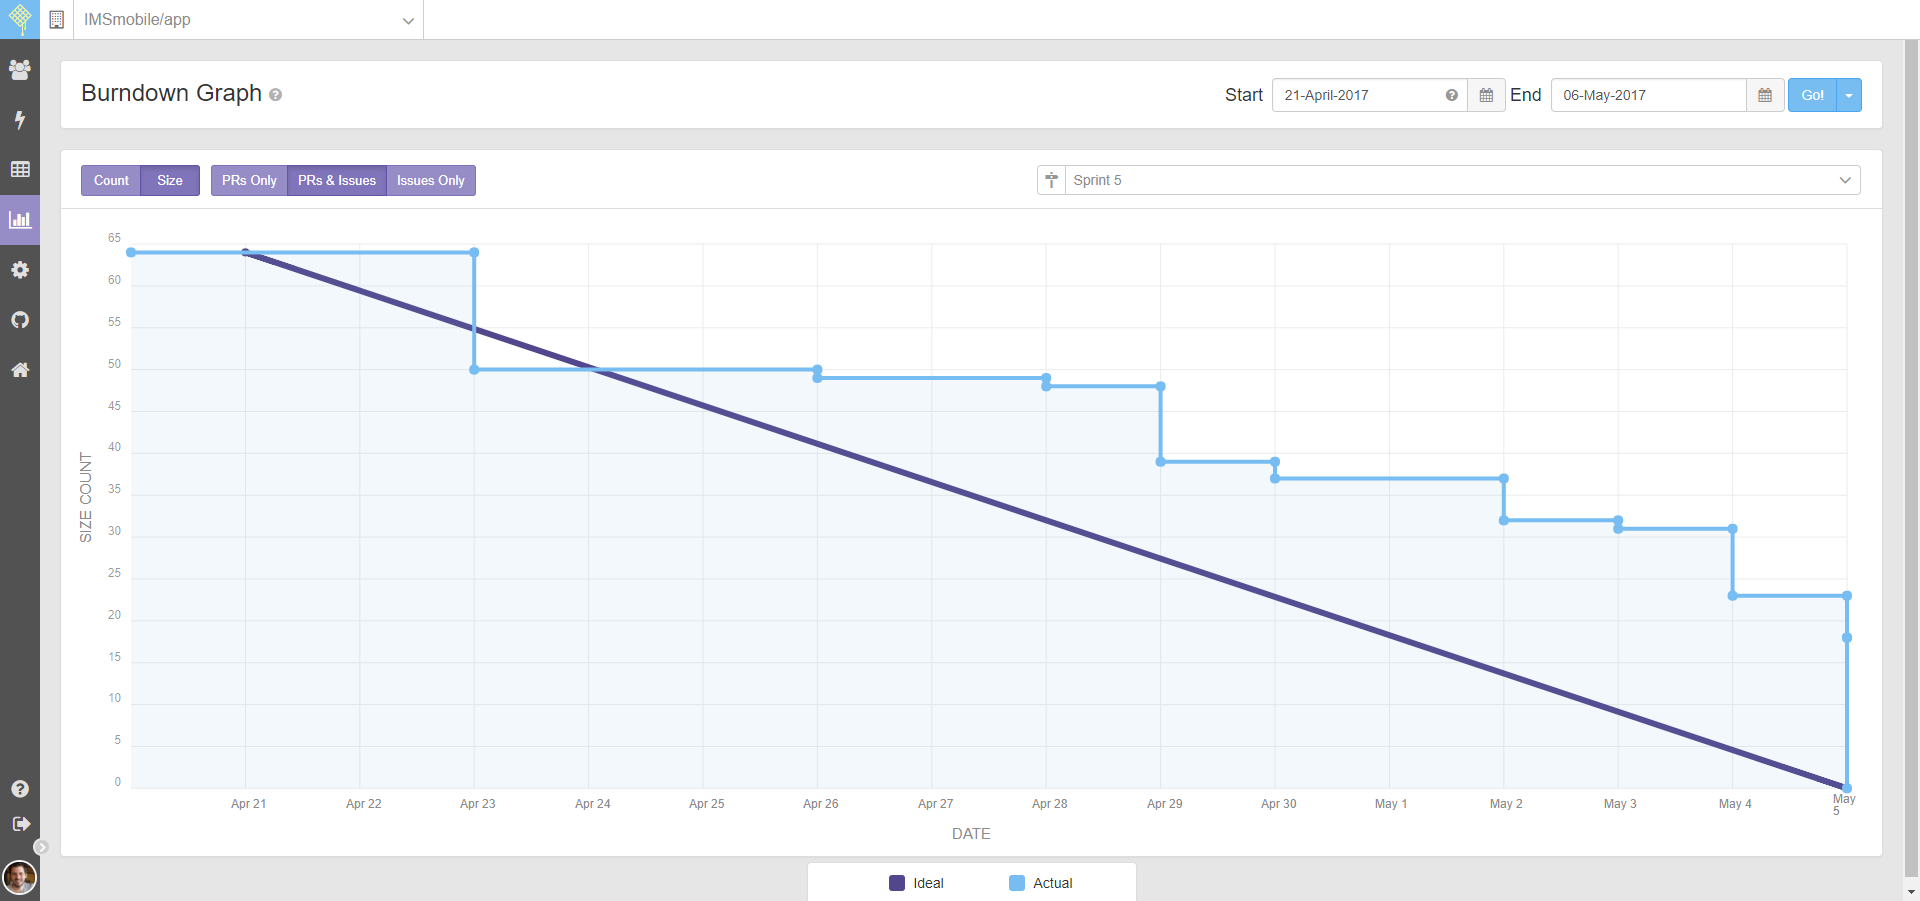 IMSmobile/app
Burndown Graph
Start 21-April-2017 End 06-May-2017 Go!
Count Size PRs Only PRs & Issues Issues Only Sprint 5
65
60
55
50
45
40
35
30
25
20
15
10
5
0
SIZE COUNT
Apr 21 Apr 22 Apr 23 Apr 24 Apr 25 Apr 26 Apr 27 Apr 28 Apr 29 Apr 30 May 1 May 2 May 3 May 4 May 5
DATE
Ideal Actual